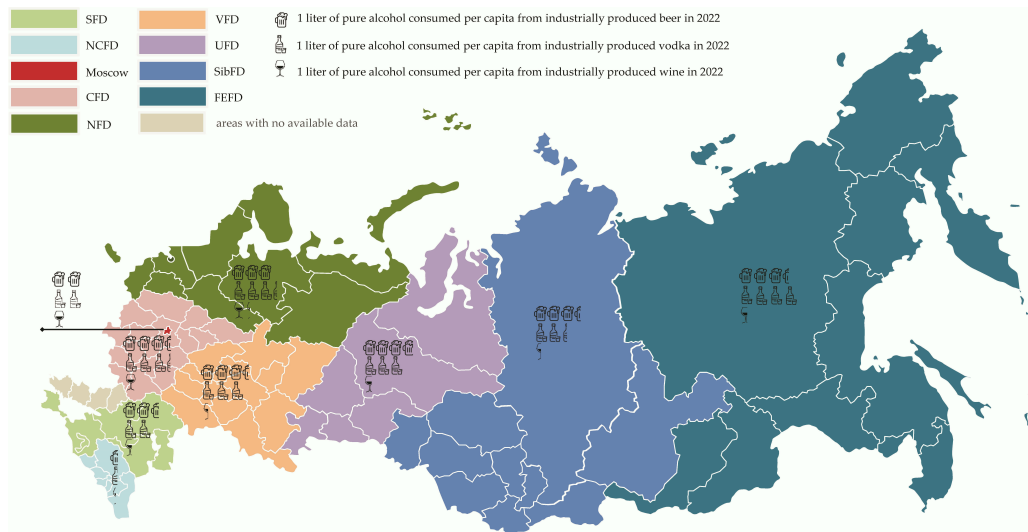 SFD
NCFD
Moscow
CFD
NFD
VFD
UFD
SibFD
FEFD
areas with no available data
1 liter of pure alcohol consumed per capita from industrially produced beer in 2022
1 liter of pure alcohol consumed per capita from industrially produced vodka in 2022
1 liter of pure alcohol consumed per capita from industrially produced wine in 2022